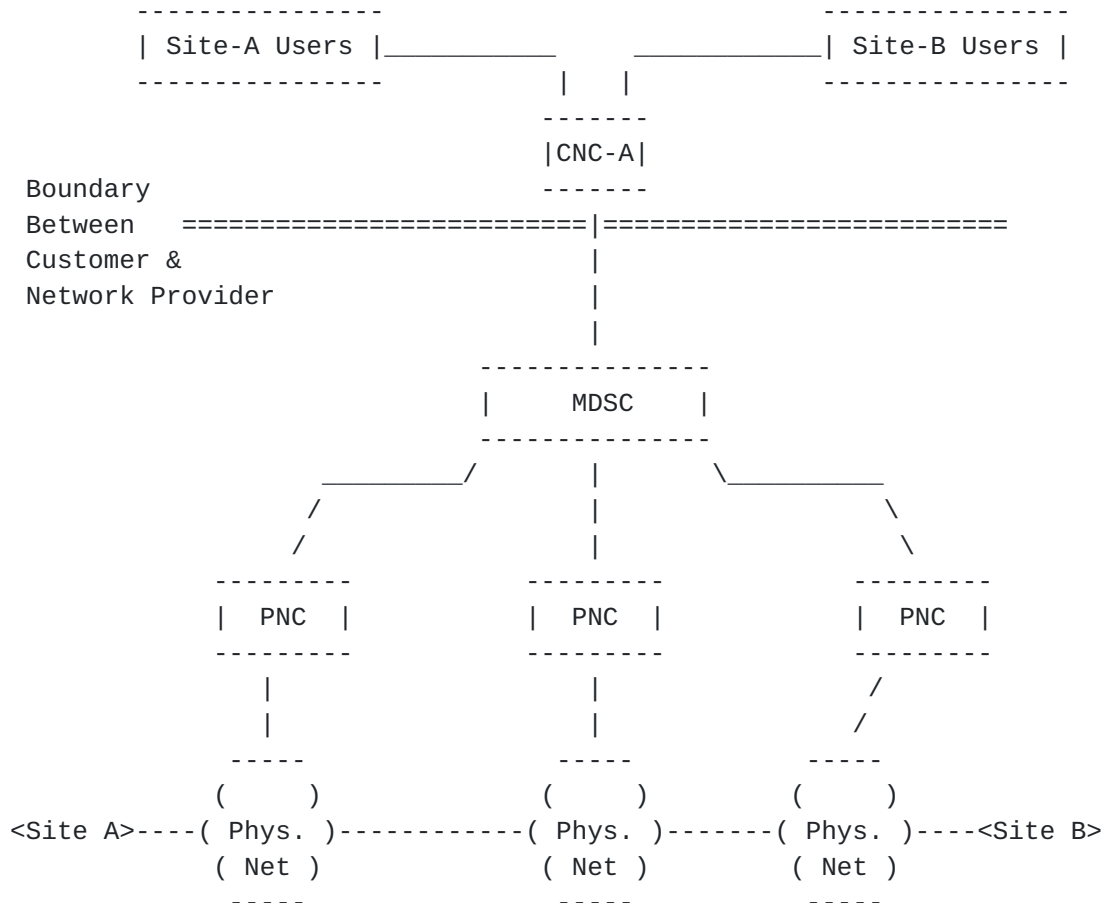 Site-A Users Site-B Users
CNC-A
Boundary
Between
Customer &
Network Provider
MDSC
PNC PNC PNC
<Site A>----( Phys. )------------( Phys. )-------( Phys. )----<Site B>
( Net ) ( Net ) ( Net )